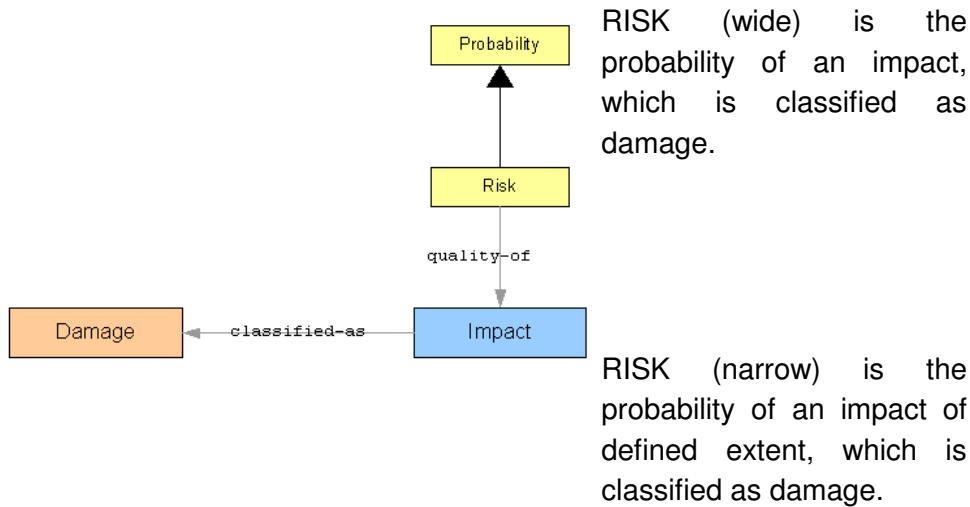 Probability
Risk
quality-of
Damage
classified-as
Impact
RISK (wide) is the
probability of an impact,
which is classified as
damage.
RISK (narrow) is the
probability of an impact of
defined extent, which is
classified as damage.